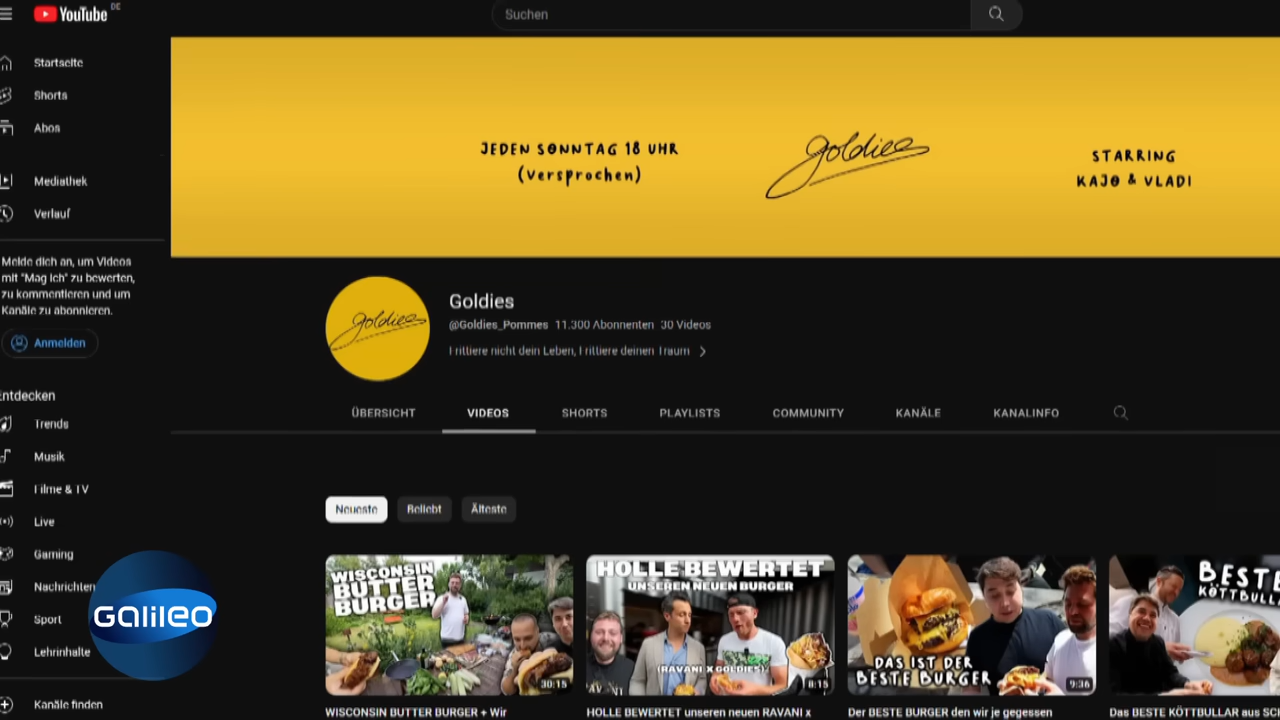 YouTube DE
Suchen
Startseite
Shorts
Abos
Mediathek
Verlauf
Melde dich an, um Videos
mit "Mag ich" zu bewerten,
zu kommentieren und um
Kanäle zu abonnieren.
Anmelden
Entdecken
Trends
Musik
Filme & TV
Live
Gaming
Nachrichten
Sport
Lehrinhalte
Kanäle finden
Galileo
JEDEN SONNTAG 18 UHR
(versprochen)
goldies
STARRING
KAJO & VLADI
goldies
Goldies
@Goldies_Pommes 11.300 Abonnenten 30 Videos
Frittiere nicht dein Leben, Frittiere deinen Traum
ÜBERSICHT VIDEOS SHORTS PLAYLISTS COMMUNITY KANÄLE KANALINFO
Neueste Beliebt Älteste
WISCONSIN
BUTTER
BURGER
30:15
WISCONSIN BUTTER BURGER + Wir
HOLLE BEWERTET
UNSEREN NEUEN BURGER
(RAVANI X GOLDIES)
8:15
HOLLE BEWERTET unseren neuen RAVANI x
DAS IST DER
BESTE BURGER
9:36
Der BESTE BURGER den wir je gegessen
BESTE
KÖTTBULLA
Das BESTE KÖTTBULLAR aus SC